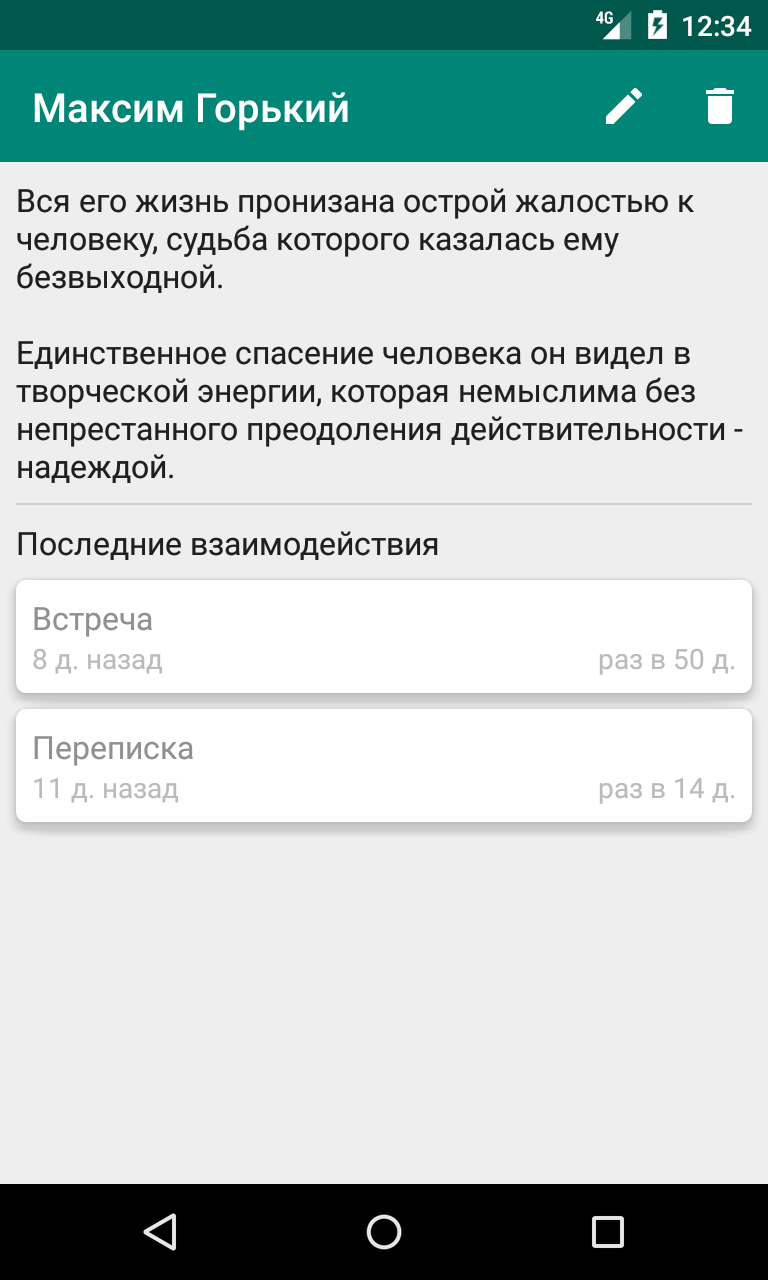 4G 12:34
Максим Горький
Вся его жизнь пронизана острой жалостью к
человеку, судьба которого казалась ему
безвыходной.
Единственное спасение человека он видел в
творческой энергии, которая немыслима без
непрестанного преодоления действительности -
надеждой.
Последние взаимодействия
Встреча
8 д. назад раз в 50 д.
Переписка
11 д. назад раз в 14 д.